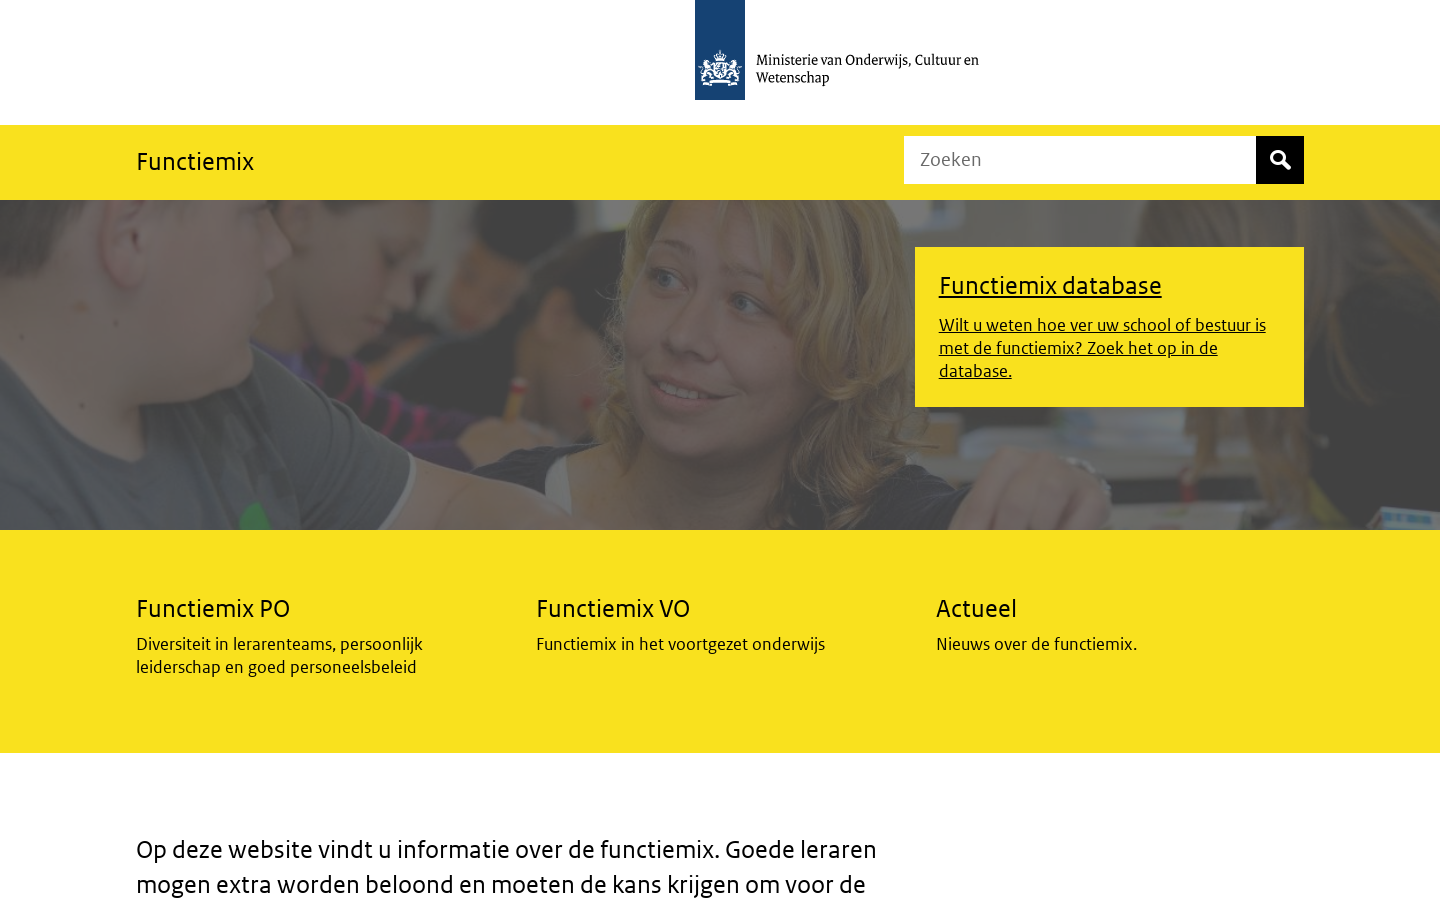 Ministerie van Onderwijs, Cultuur en
Wetenschap
Functiemix
Zoeken
Functiemix database
Wilt u weten hoe ver uw school of bestuur is
met de functiemix? Zoek het op in de
database.
Functiemix PO
Diversiteit in lerarenteams, persoonlijk
leiderschap en goed personeelsbeleid
Functiemix VO
Functiemix in het voortgezet onderwijs
Actueel
Nieuws over de functiemix.
Op deze website vindt u informatie over de functiemix. Goede leraren
mogen extra worden beloond en moeten de kans krijgen om voor de